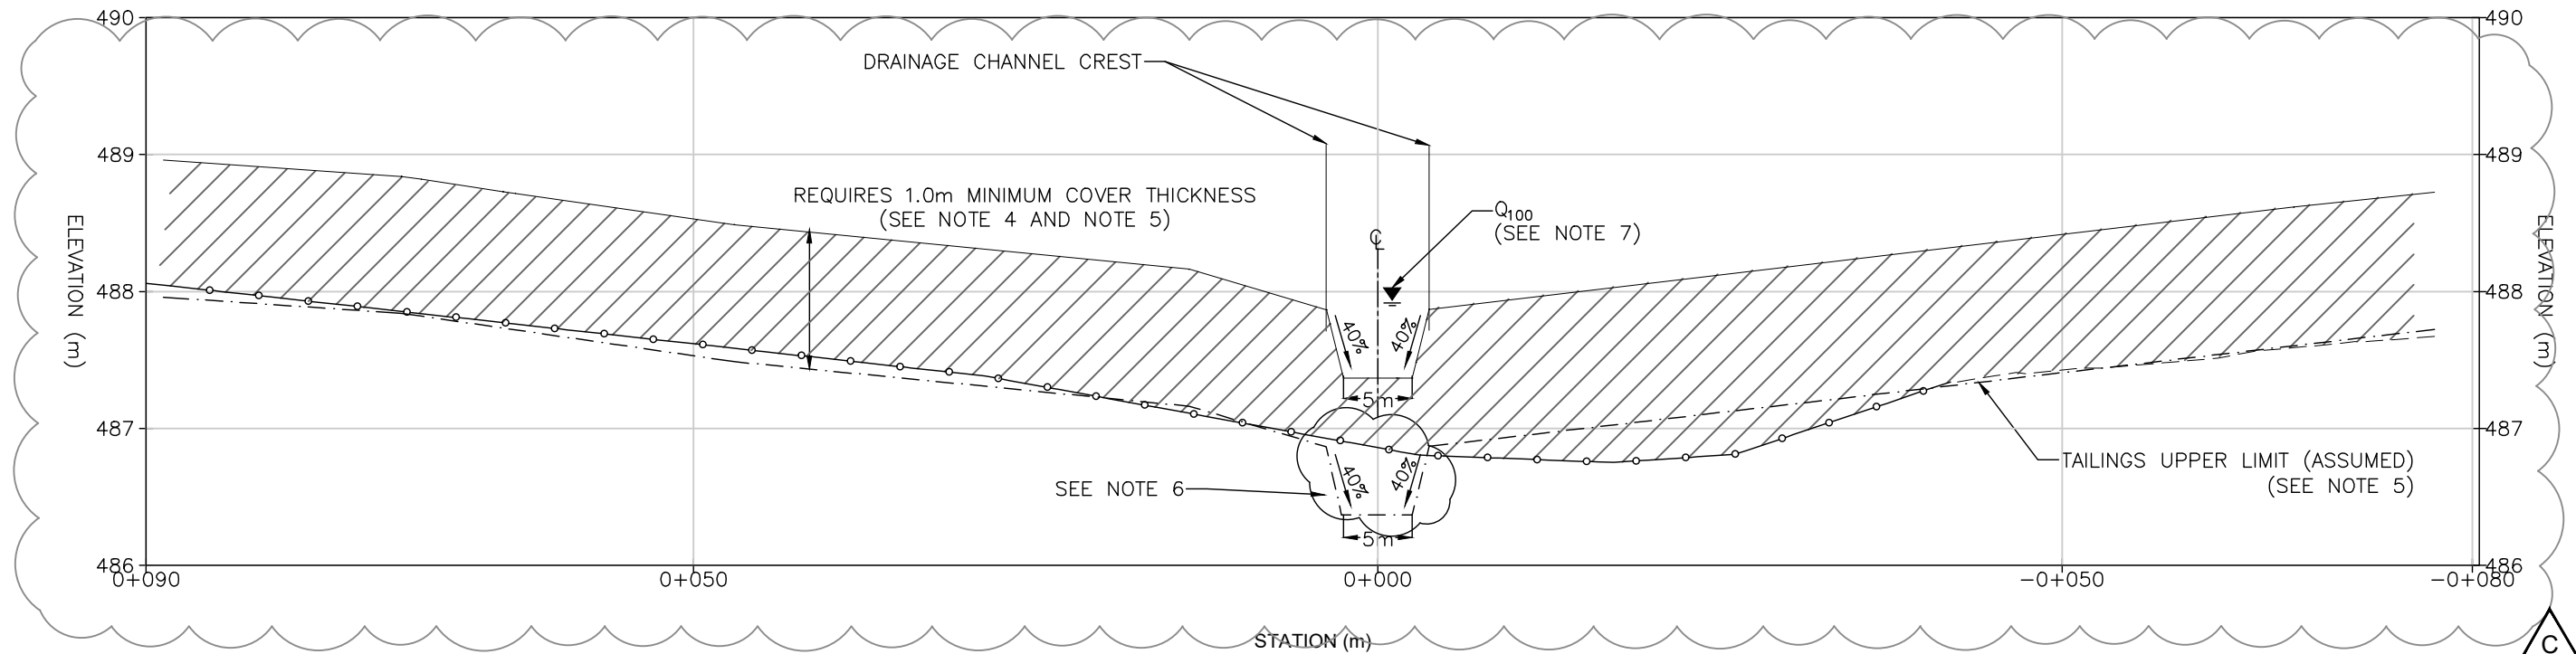 490
490
DRAINAGE CHANNEL CREST
489
489
REQUIRES 1.0m MINIMUM COVER THICKNESS
(SEE NOTE 4 AND NOTE 5)
Q100
(SEE NOTE 7)
℄
ELEVATION (m)
ELEVATION (m)
488
488
40%
40%
5m
487
487
40%
40%
SEE NOTE 6
TAILINGS UPPER LIMIT (ASSUMED)
(SEE NOTE 5)
5m
486
486
0+090
0+050
0+000
-0+050
-0+080
STATION (m)
C